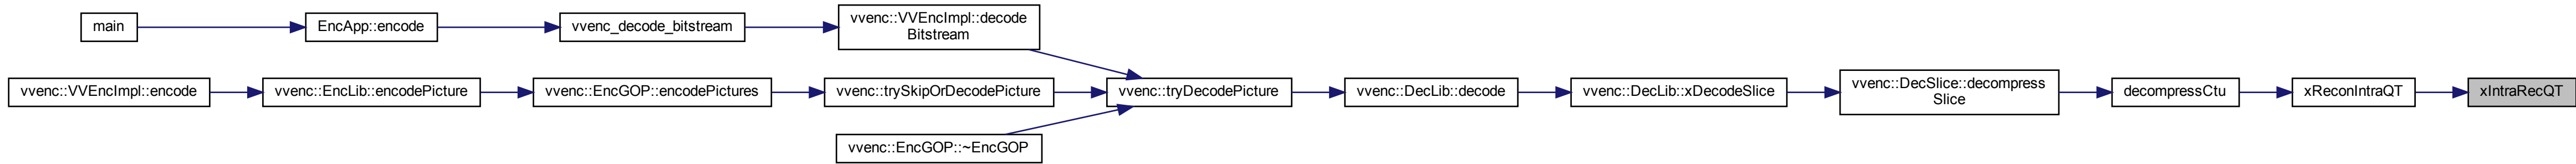 main
EncApp::encode
vvenc_decode_bitstream
vvenc::VVEncImpl::decode
Bitstream
vvenc::VVEncImpl::encode
vvenc::EncLib::encodePicture
vvenc::EncGOP::encodePictures
vvenc::trySkipOrDecodePicture
vvenc::tryDecodePicture
vvenc::DecLib::decode
vvenc::DecLib::xDecodeSlice
vvenc::DecSlice::decompress
Slice
decompressCtu
xReconIntraQT
xIntraRecQT
vvenc::EncGOP::~EncGOP